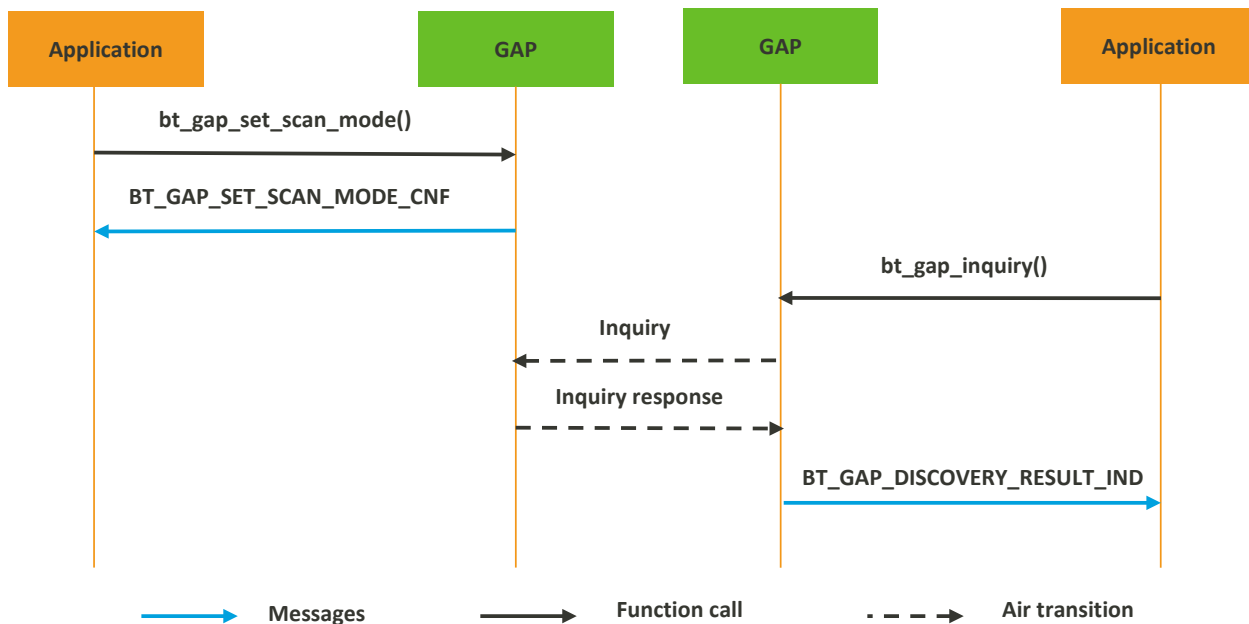 Application
GAP
GAP
Application
bt_gap_set_scan_mode()
BT_GAP_SET_SCAN_MODE_CNF
bt_gap_inquiry()
Inquiry
Inquiry response
BT_GAP_DISCOVERY_RESULT_IND
Messages
Function call
Air transition